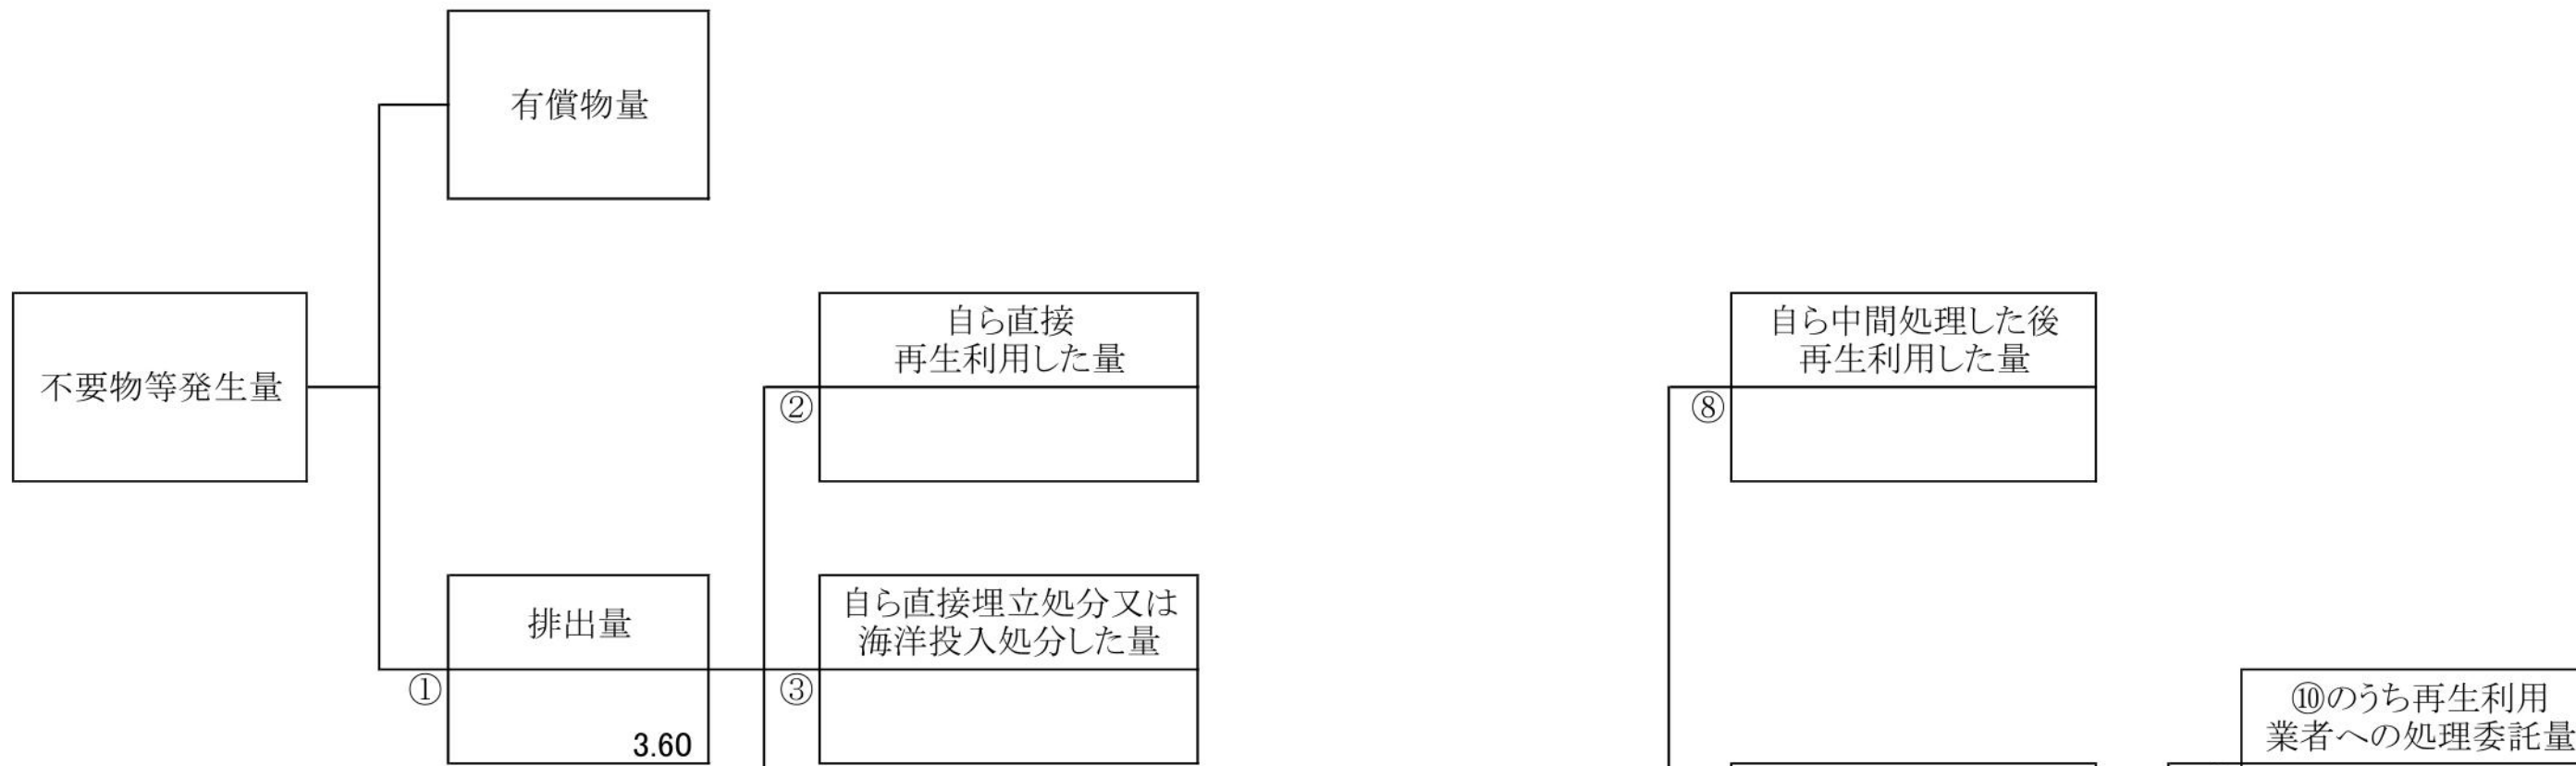 有償物量
不要物等発生量
自ら直接
再生利用した量
②
自ら中間処理した後
再生利用した量
⑧
排出量
①
3.60
自ら直接埋立処分又は
海洋投入処分した量
③
⑩のうち再生利用
業者への処理委託量